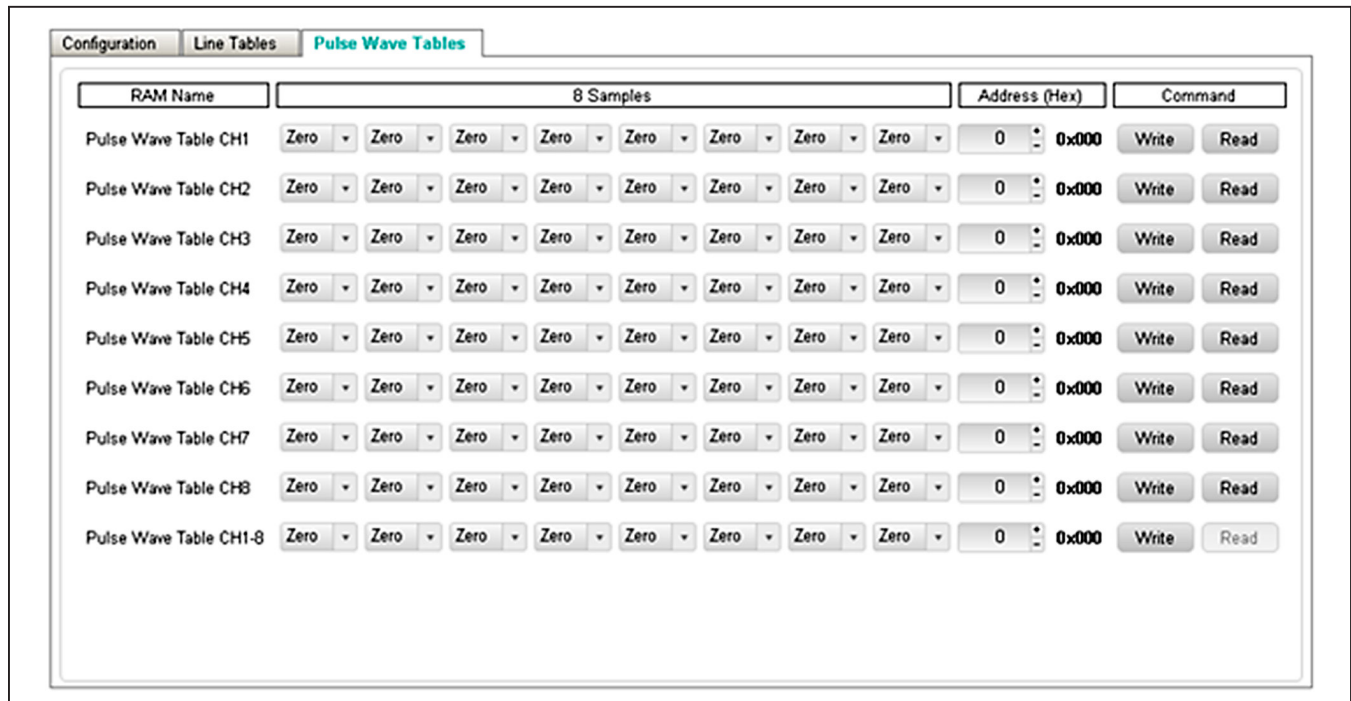 Configuration Line Tables Pulse Wave Tables
RAM Name 8 Samples Address (Hex) Command
Pulse Wave Table CH1 Zero Zero Zero Zero Zero Zero Zero Zero 0 0x000 Write Read
Pulse Wave Table CH2 Zero Zero Zero Zero Zero Zero Zero Zero 0 0x000 Write Read
Pulse Wave Table CH3 Zero Zero Zero Zero Zero Zero Zero Zero 0 0x000 Write Read
Pulse Wave Table CH4 Zero Zero Zero Zero Zero Zero Zero Zero 0 0x000 Write Read
Pulse Wave Table CH5 Zero Zero Zero Zero Zero Zero Zero Zero 0 0x000 Write Read
Pulse Wave Table CH6 Zero Zero Zero Zero Zero Zero Zero Zero 0 0x000 Write Read
Pulse Wave Table CH7 Zero Zero Zero Zero Zero Zero Zero Zero 0 0x000 Write Read
Pulse Wave Table CH8 Zero Zero Zero Zero Zero Zero Zero Zero 0 0x000 Write Read
Pulse Wave Table CH1-8 Zero Zero Zero Zero Zero Zero Zero Zero 0 0x000 Write Read